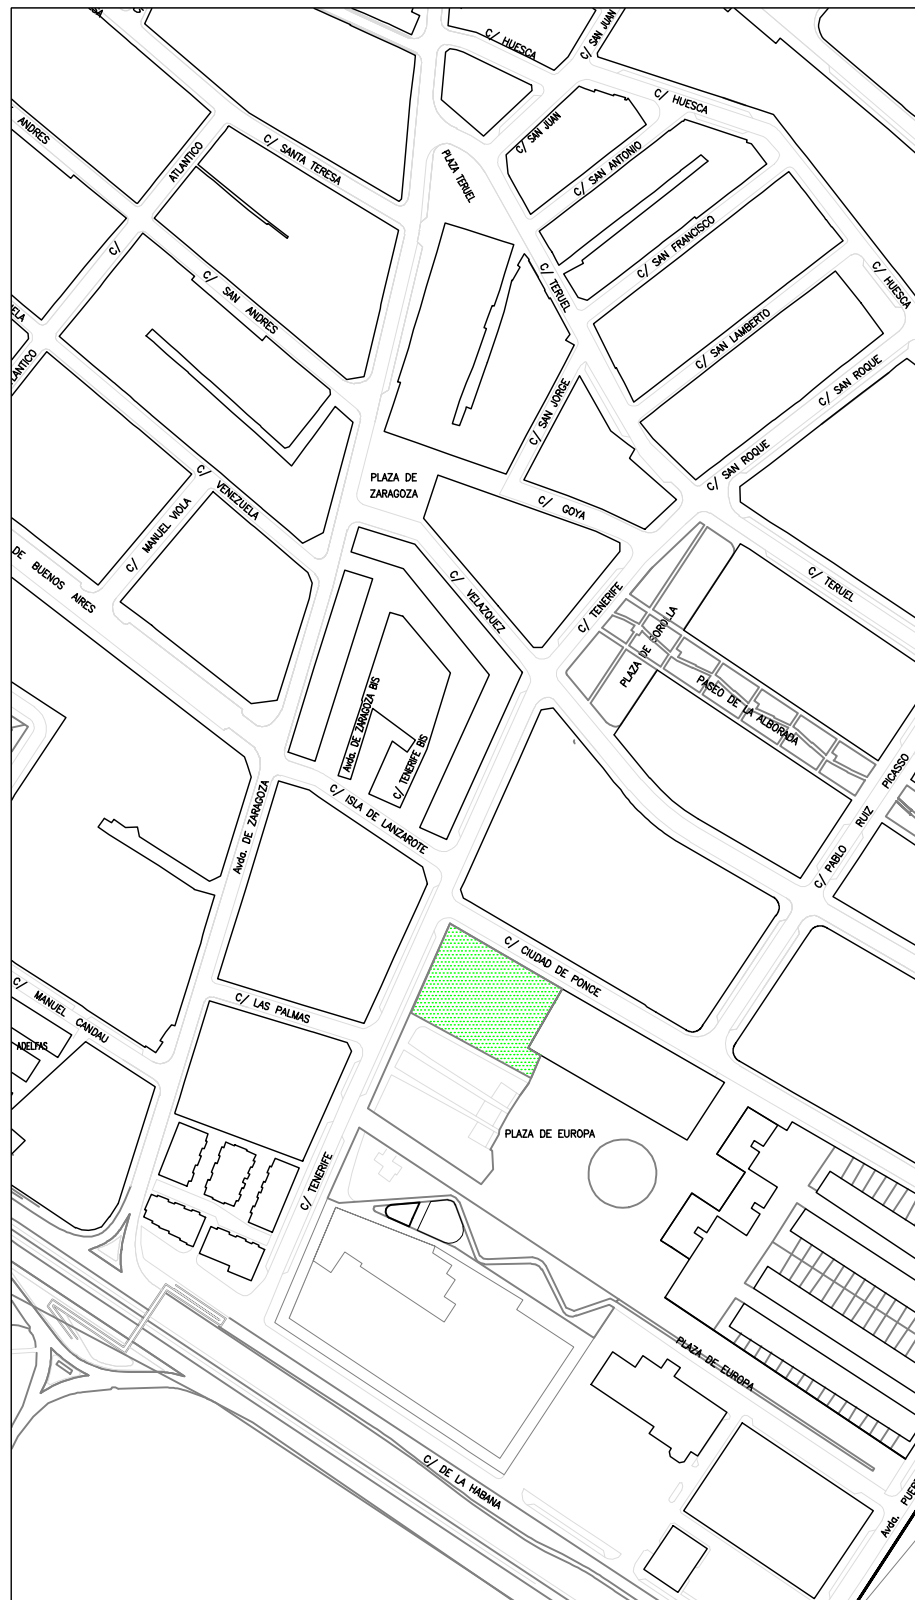 C/ HUESCA
C/ SAN JUAN
C/ HUESCA
ANDRES
ATLANTICO
C/ SANTA TERESA
PLAZA TERUEL
C/ SAN JUAN
C/ SAN ANTONIO
C/ SAN FRANCISCO
C/
C/ SAN ANDRES
C/ TERUEL
C/ HUESCA
C/ SAN LAMBERTO
C/ SAN ROQUE
C/ SAN JORGE
C/ SAN ROQUE
PLAZA DE
ZARAGOZA
C/ GOYA
C/ VENEZUELA
C/ MANUEL VIOLA
DE BUENOS AIRES
C/ VELAZQUEZ
C/ TENERIFE
C/ TERUEL
PLAZA DE SOROLLA
PASEO DE LA ALBORADA
Avda. DE ZARAGOZA BIS
C/ TENERIFE BIS
C/ ISLA DE LANZAROTE
Avda. DE ZARAGOZA
C/ PABLO RUIZ PICASSO
C/ CIUDAD DE PONCE
C/ MANUEL CANDAU
C/ LAS PALMAS
ADELFAS
PLAZA DE EUROPA
C/ TENERIFE
PLAZA DE EUROPA
C/ DE LA HABANA
Avda. PUER